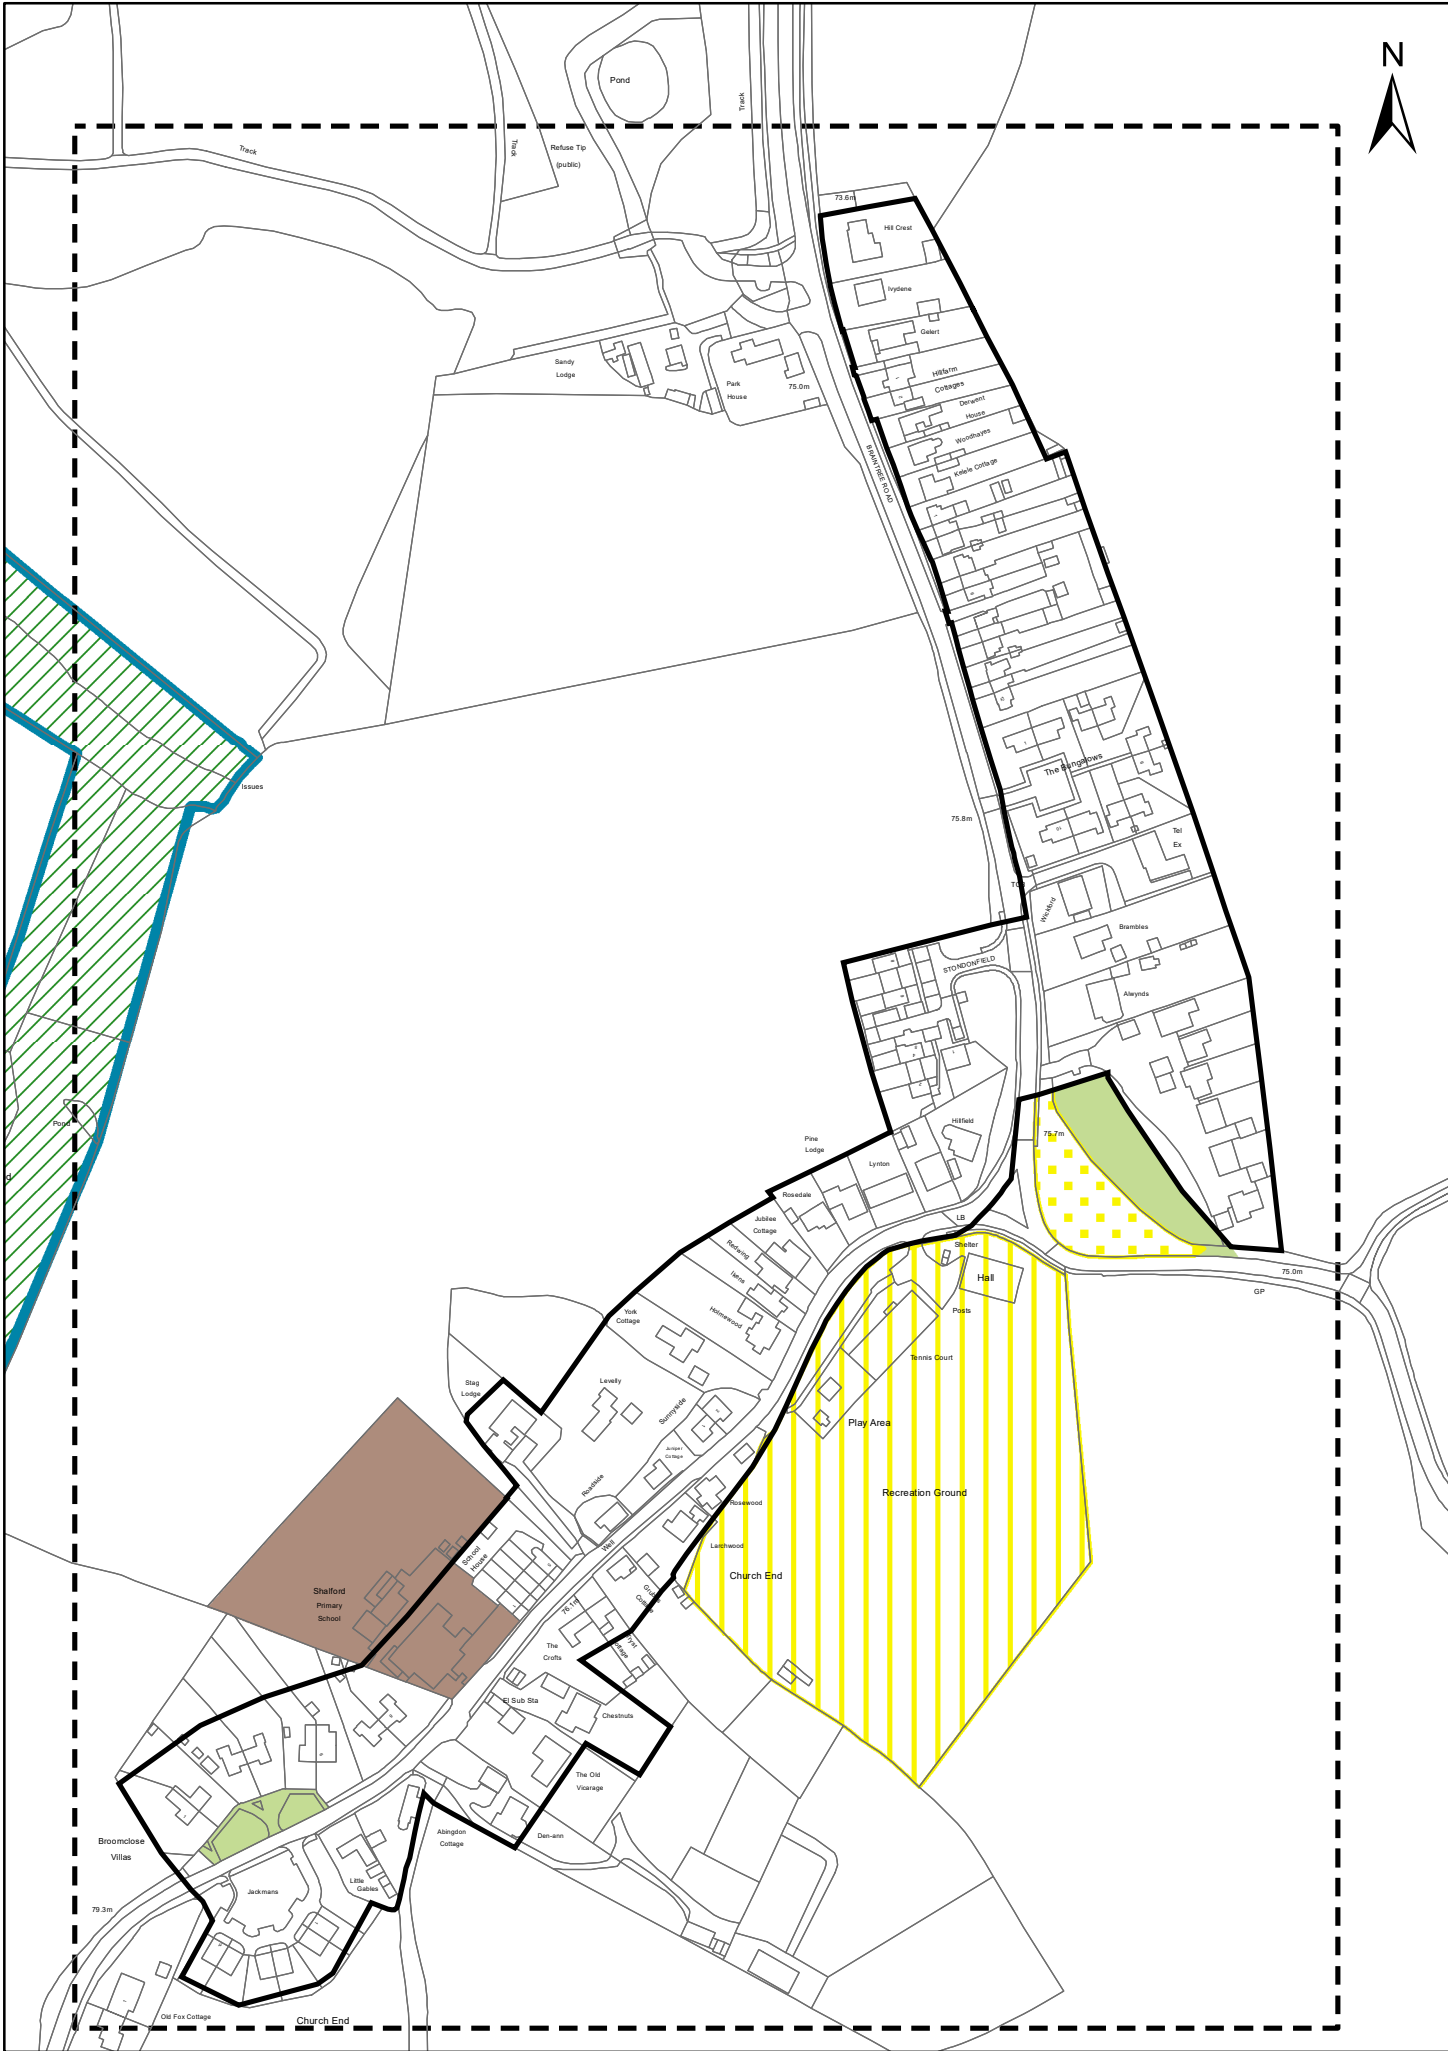 N
Pond
Track
Track
Track
Refuse Tip
(public)
73.6m
Hill Crest
Ivydene
Gelert
Sandy
Lodge
Park
House
75.0m
Hillfarm
Cottages
Derwent
House
Woodhayes
Kelele Cottage
BRAINTREE ROAD
The Bungalows
Issues
75.8m
Tel
Ex
Wickford
Brambles
STONDONFIELD
Alwynds
Pond
75.7m
Hillfield
Pine
Lodge
Lynton
Rosedale
Jubilee
Cottage
Redwing
LB
Shelter
Hall
75.0m
GP
Posts
York
Cottage
Holmewood
Tennis Court
Stag
Lodge
Levelly
Sunnyside
Play Area
Juniper
Cottage
Roadside
Recreation Ground
Rosewood
Well
Larchwood
School
House
Church End
Shalford
Primary
School
76.1m
The
Crofts
El Sub Sta
Chestnuts
The Old
Vicarage
Broomclose
Villas
Abingdon
Cottage
Den-ann
Little
Gables
Jackmans
79.3m
Old Fox Cottage
Church End